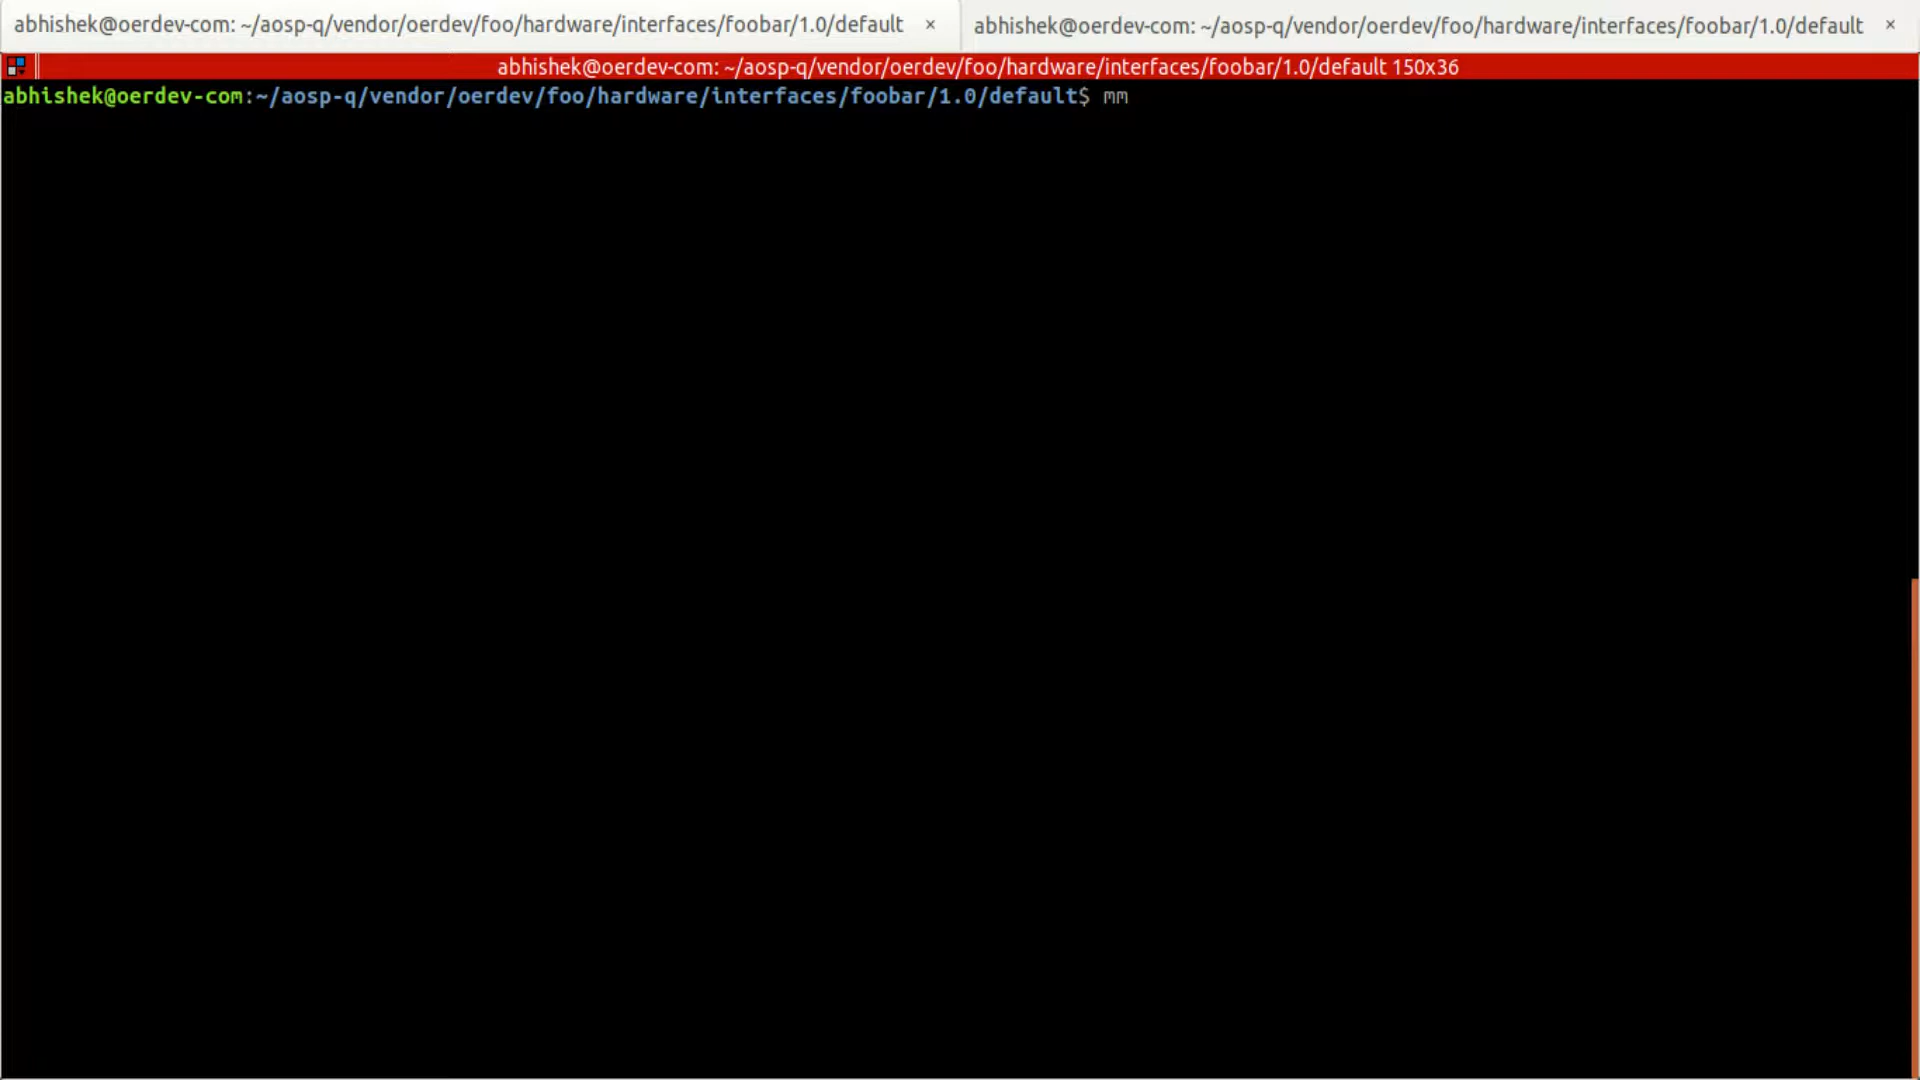 abhishek@oerdev-com: ~/aosp-q/vendor/oerdev/foo/hardware/interfaces/foobar/1.0/default × abhishek@oerdev-com: ~/aosp-q/vendor/oerdev/foo/hardware/interfaces/foobar/1.0/default ×
abhishek@oerdev-com: ~/aosp-q/vendor/oerdev/foo/hardware/interfaces/foobar/1.0/default 150x36
abhishek@oerdev-com:~/aosp-q/vendor/oerdev/foo/hardware/interfaces/foobar/1.0/default$ mm